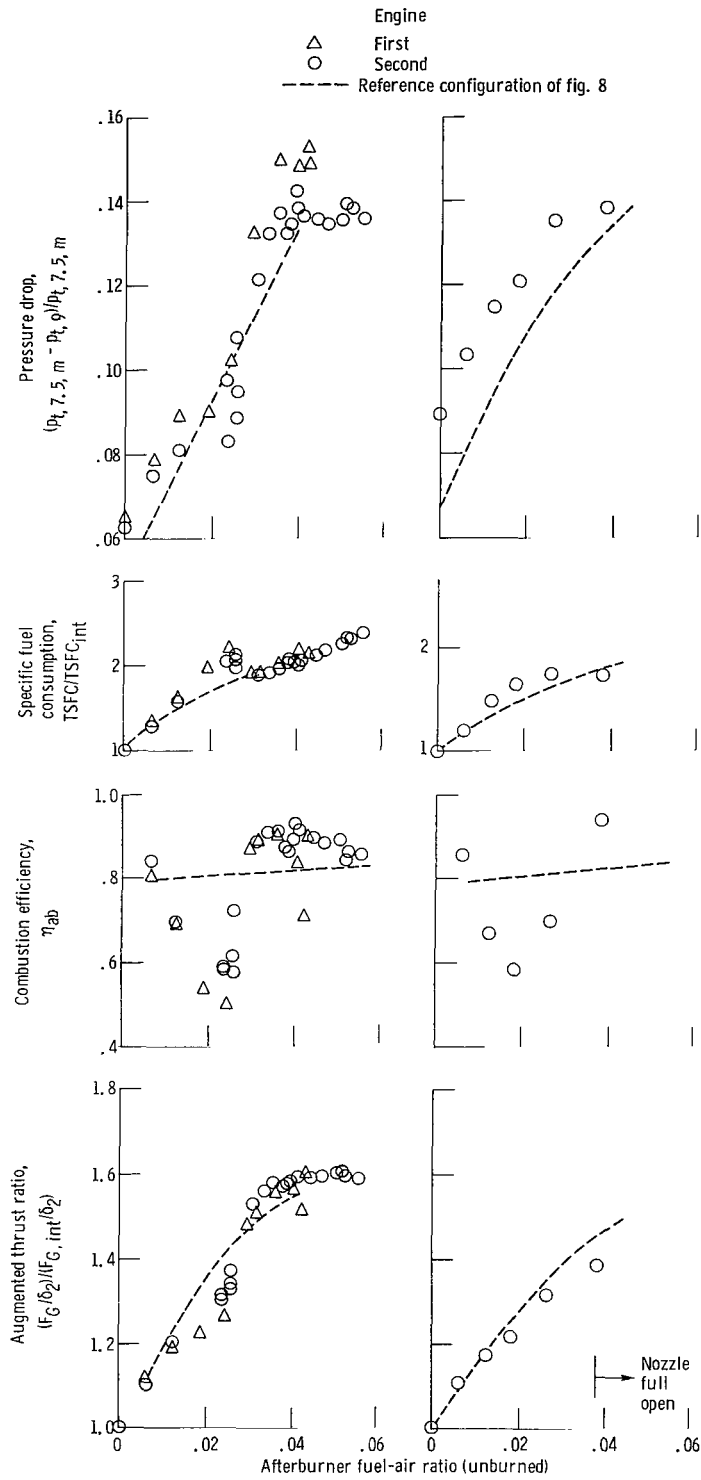 Engine
△ First
○ Second
--- Reference configuration of fig. 8
.16
.14
.12
.10
.08
.06
Pressure drop,
(pt, 7.5, m - pt, 9)/pt, 7.5, m
3
2
1
2
1
Specific fuel
consumption,
TSFC/TSFCint
1.0
.8
.6
.4
Combustion efficiency,
ηab
1.8
1.6
1.4
1.2
1.0
Augmented thrust ratio,
(FG/δ2)/(FG, int/δ2)
Nozzle
full
open
0 .02 .04 .06 0 .02 .04 .06
Afterburner fuel-air ratio (unburned)